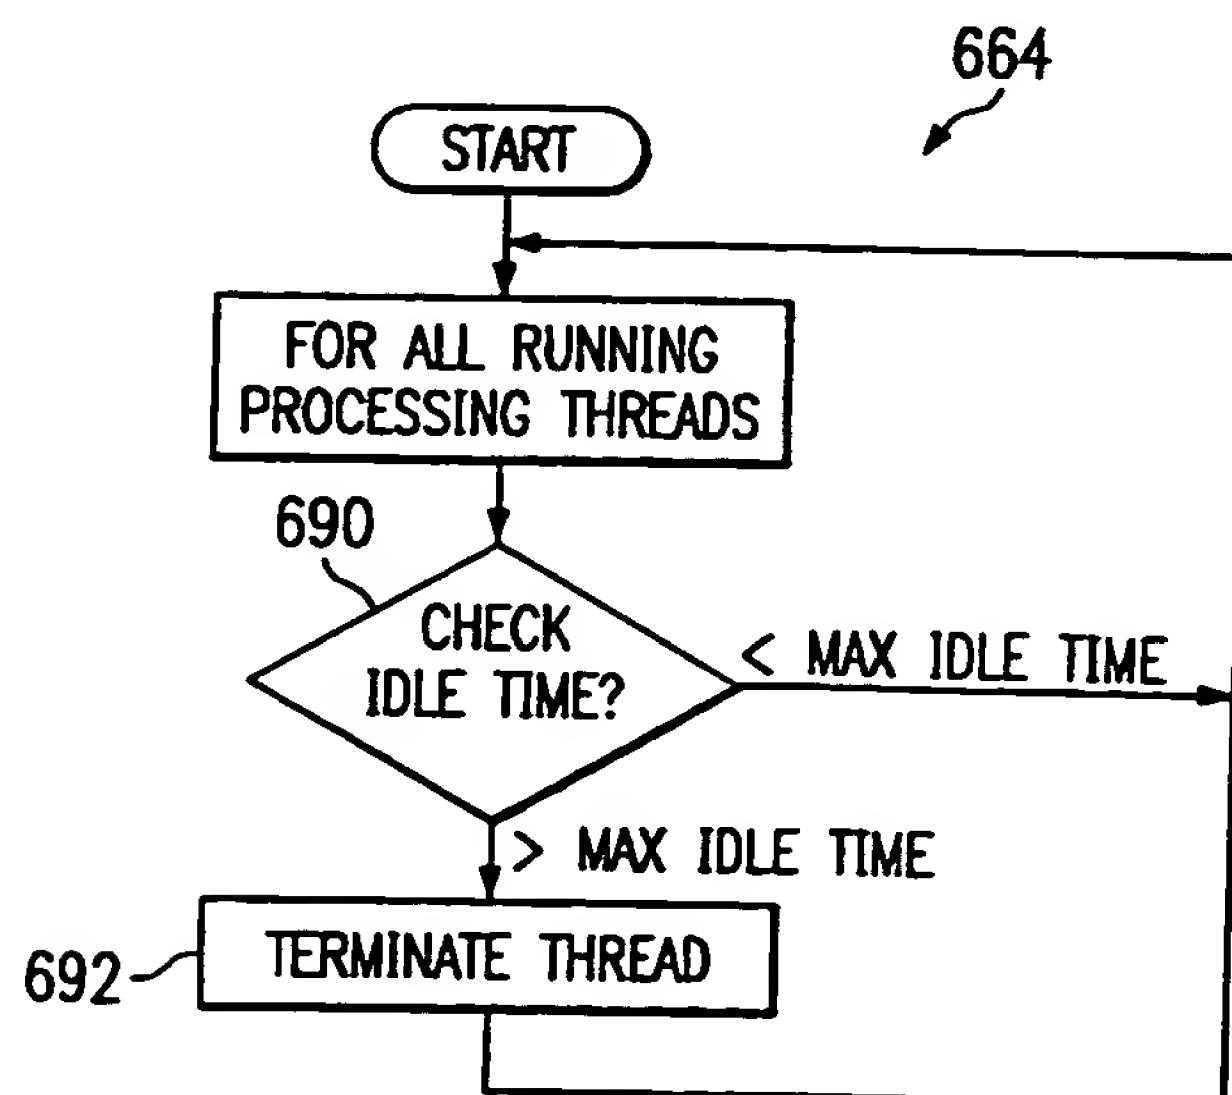 664
START
FOR ALL RUNNING
PROCESSING THREADS
690
CHECK
IDLE TIME?
< MAX IDLE TIME
> MAX IDLE TIME
692
TERMINATE THREAD